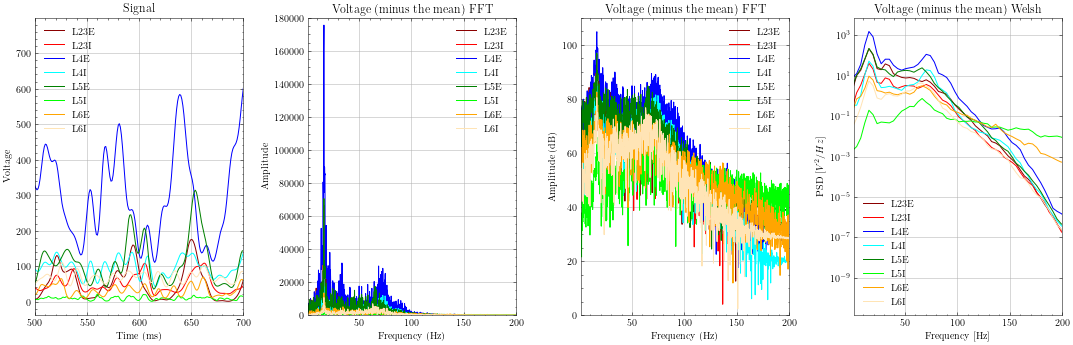 Signal
Voltage
800
700
600
500
400
300
200
100
0
L23E
L23I
L4E
L4I
L5E
L5I
L6E
L6I
500
550
600
650
700
Time (ms)
Voltage (minus the mean) FFT
Amplitude
180000
160000
140000
120000
100000
80000
60000
40000
20000
0
L23E
L23I
L4E
L4I
L5E
L5I
L6E
L6I
50
100
150
200
Frequency (Hz)
Voltage (minus the mean) FFT
Amplitude (dB)
100
80
60
40
20
0
L23E
L23I
L4E
L4I
L5E
L5I
L6E
L6I
50
100
150
200
Frequency (Hz)
Voltage (minus the mean) Welsh
PSD [V²/Hz]
10³
10¹
10⁻¹
10⁻³
10⁻⁵
10⁻⁷
10⁻⁹
L23E
L23I
L4E
L4I
L5E
L5I
L6E
L6I
50
100
150
200
Frequency [Hz]